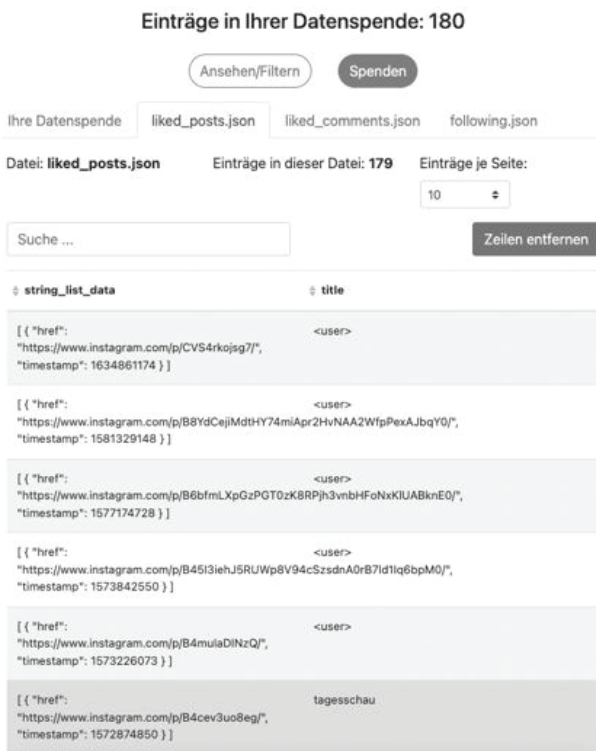 Einträge in Ihrer Datenspende: 180
Ansehen/Filtern Spenden
Ihre Datenspende liked_posts.json liked_comments.json following.json
Datei: liked_posts.json Einträge in dieser Datei: 179 Einträge je Seite:
10
Suche ... Zeilen entfernen
string_list_data title
[ { "href": <user>
"https://www.instagram.com/p/CVS4rkojsg7/",
"timestamp": 1634861174 } ]
[ { "href": <user>
"https://www.instagram.com/p/B8YdCejiMdtHY74miApr2HvNAA2WfpPexAJbqY0/",
"timestamp": 1581329148 } ]
[ { "href": <user>
"https://www.instagram.com/p/B6bfmLXpGzPGT0zK8RPjh3vnbHFoNxKIUABknE0/",
"timestamp": 1577174728 } ]
[ { "href": <user>
"https://www.instagram.com/p/B45I3iehJ5RUWp8V94cSzsdnA0rB7Id1Iq6bpM0/",
"timestamp": 1573842550 } ]
[ { "href": <user>
"https://www.instagram.com/p/B4mulaDINzQ/",
"timestamp": 1573226073 } ]
[ { "href": tagesschau
"https://www.instagram.com/p/B4cev3uo8eg/",
"timestamp": 1572874850 } ]